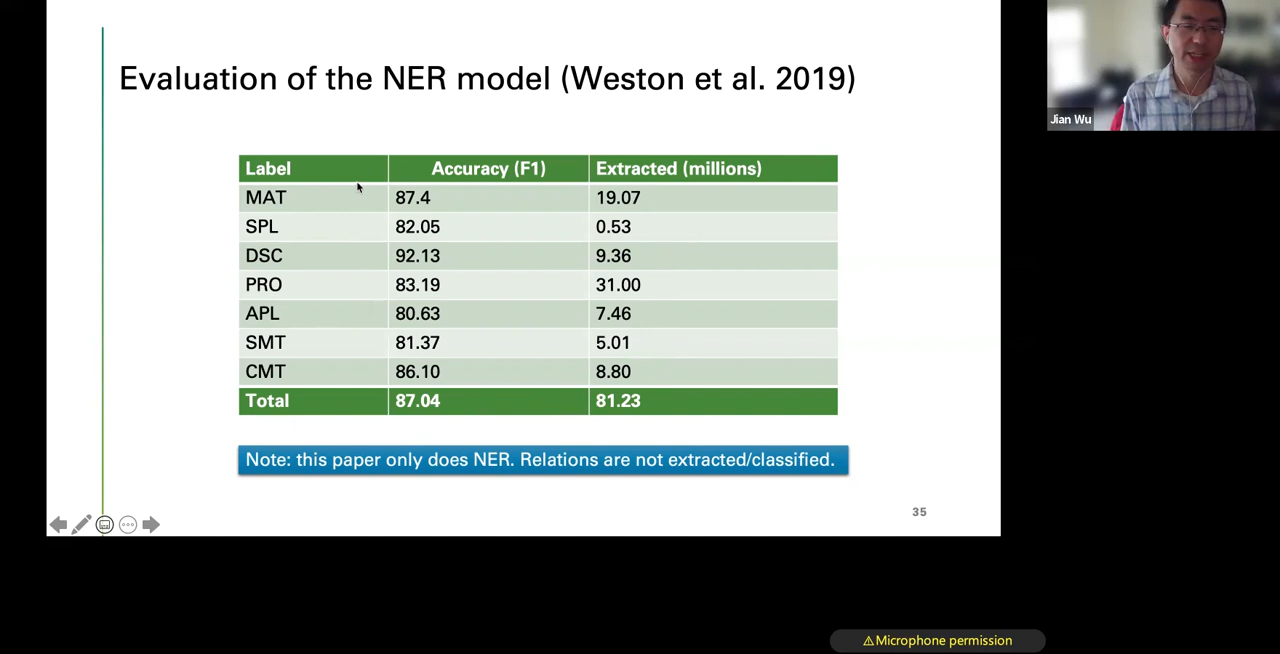 Evaluation of the NER model (Weston et al. 2019)
Jian Wu
Label Accuracy (F1) Extracted (millions)
MAT 87.4 19.07
SPL 82.05 0.53
DSC 92.13 9.36
PRO 83.19 31.00
APL 80.63 7.46
SMT 81.37 5.01
CMT 86.10 8.80
Total 87.04 81.23
Note: this paper only does NER. Relations are not extracted/classified.
35
⚠Microphone permission